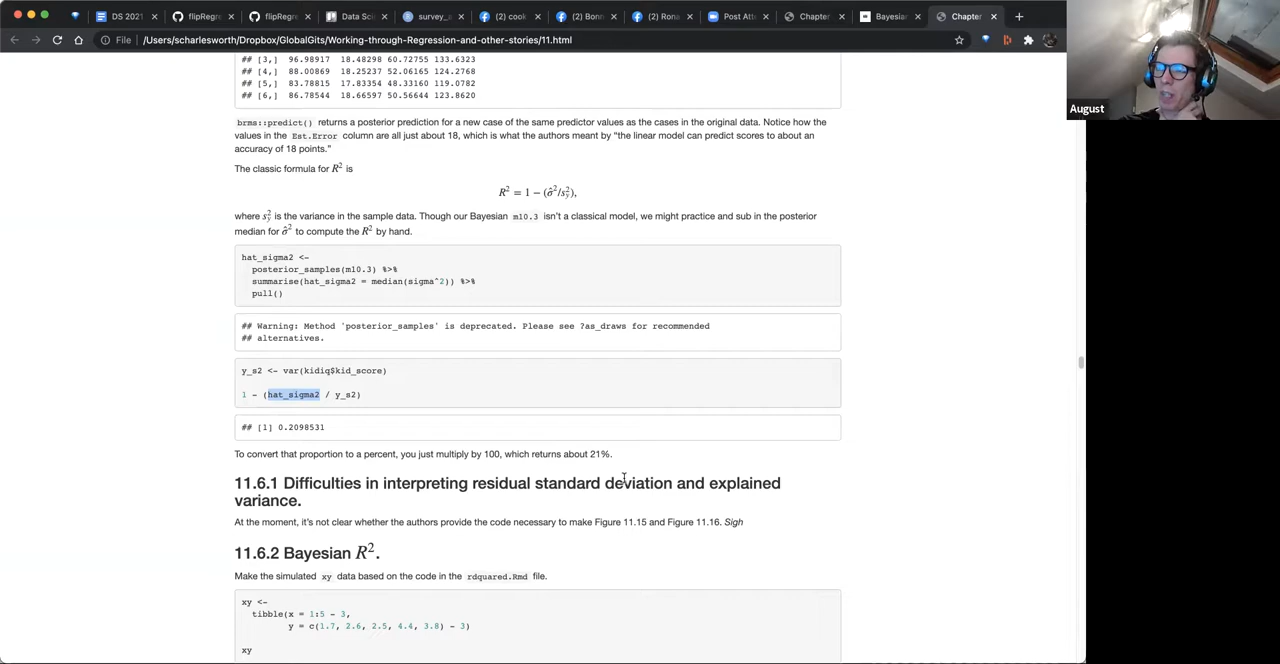 DS 2021
flipRegre
flipRegre
Data Sci
survey_a
(2) cook
(2) Bonn
(2) Rona
Post Att
Chapter
Bayesian
Chapter
File | /Users/scharlesworth/Dropbox/GlobalGits/Working-through-Regression-and-other-stories/11.html
August
## [3,] 96.98917 18.48298 60.72755 133.6323
## [4,] 88.00869 18.25237 52.06165 124.2768
## [5,] 83.78815 17.83354 48.33160 119.0782
## [6,] 86.78544 18.66597 50.56644 123.8620
brms::predict() returns a posterior prediction for a new case of the same predictor values as the cases in the original data. Notice how the
values in the Est.Error column are all just about 18, which is what the authors meant by “the linear model can predict scores to about an
accuracy of 18 points.”
The classic formula for R² is
R² = 1 − (σ̂²/s²ᵧ),
where s²ᵧ is the variance in the sample data. Though our Bayesian m10.3 isn’t a classical model, we might practice and sub in the posterior
median for σ̂² to compute the R² by hand.
hat_sigma2 <-
posterior_samples(m10.3) %>%
summarise(hat_sigma2 = median(sigma^2)) %>%
pull()
## Warning: Method 'posterior_samples' is deprecated. Please see ?as_draws for recommended
## alternatives.
y_s2 <- var(kidiq$kid_score)
1 - (hat_sigma2 / y_s2)
## [1] 0.2098531
To convert that proportion to a percent, you just multiply by 100, which returns about 21%.
11.6.1 Difficulties in interpreting residual standard deviation and explained
variance.
At the moment, it’s not clear whether the authors provide the code necessary to make Figure 11.15 and Figure 11.16. Sigh
11.6.2 Bayesian R².
Make the simulated xy data based on the code in the rdquared.Rmd file.
xy <-
tibble(x = 1:5 - 3,
y = c(1.7, 2.6, 2.5, 4.4, 3.8) - 3)
xy